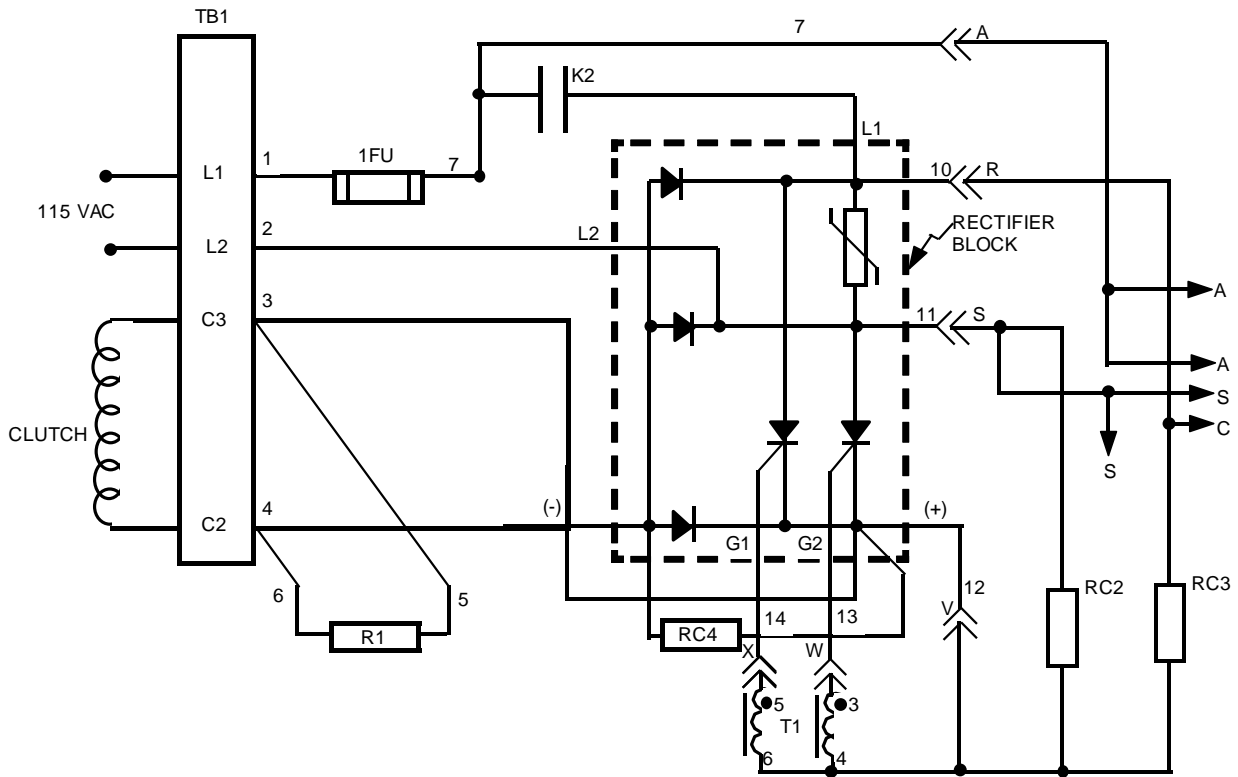 TB1
7
A
K2
L1
1
1FU
7
L1
10
R
115 VAC
RECTIFIER
BLOCK
2
L2
L2
3
A
C3
11
S
A
S
CLUTCH
C
S
4
(-)
(+)
C2
G1
G2
6
5
14
13
12
RC2
RC3
V
R1
RC4
X
W
5
3
T1
6
4